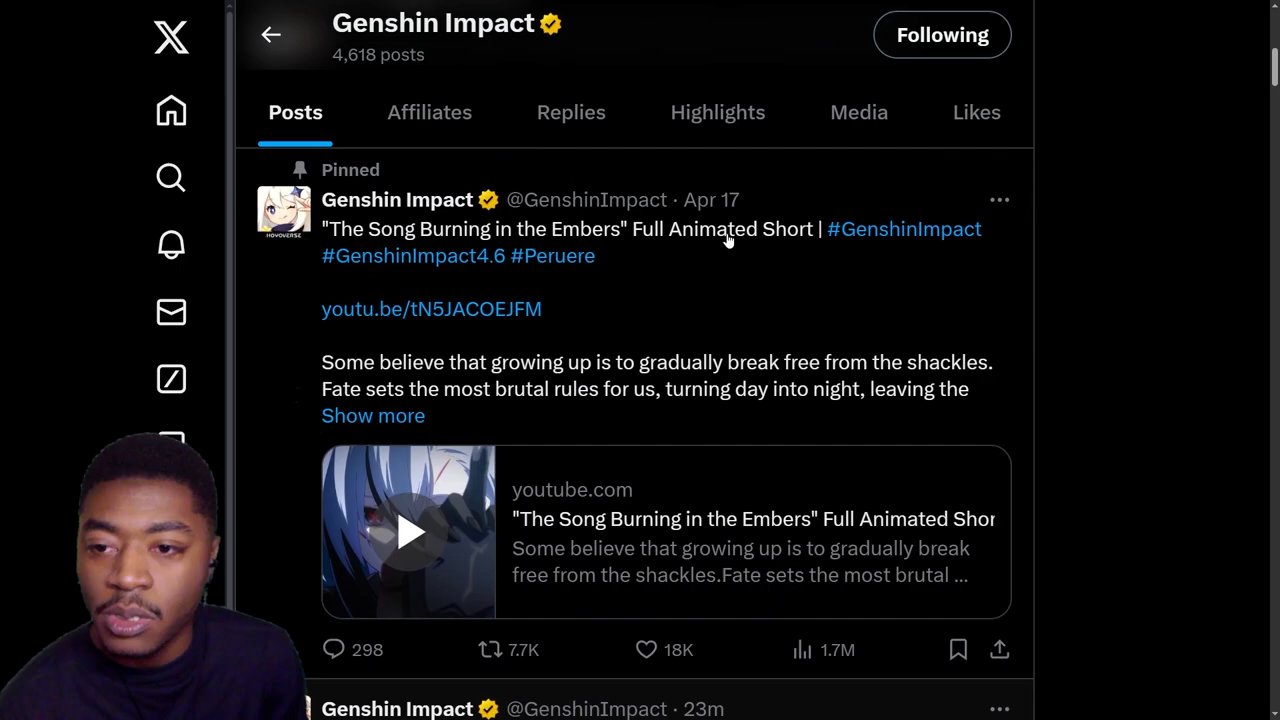 Genshin Impact
4,618 posts
Following
Posts
Affiliates
Replies
Highlights
Media
Likes
Pinned
HOYOVERSE
Genshin Impact @GenshinImpact · Apr 17
"The Song Burning in the Embers" Full Animated Short | #GenshinImpact
#GenshinImpact4.6 #Peruere
youtu.be/tN5JACOEJFM
Some believe that growing up is to gradually break free from the shackles.
Fate sets the most brutal rules for us, turning day into night, leaving the
Show more
youtube.com
"The Song Burning in the Embers" Full Animated Shor
Some believe that growing up is to gradually break
free from the shackles.Fate sets the most brutal ...
298
7.7K
18K
1.7M
Genshin Impact @GenshinImpact · 23m